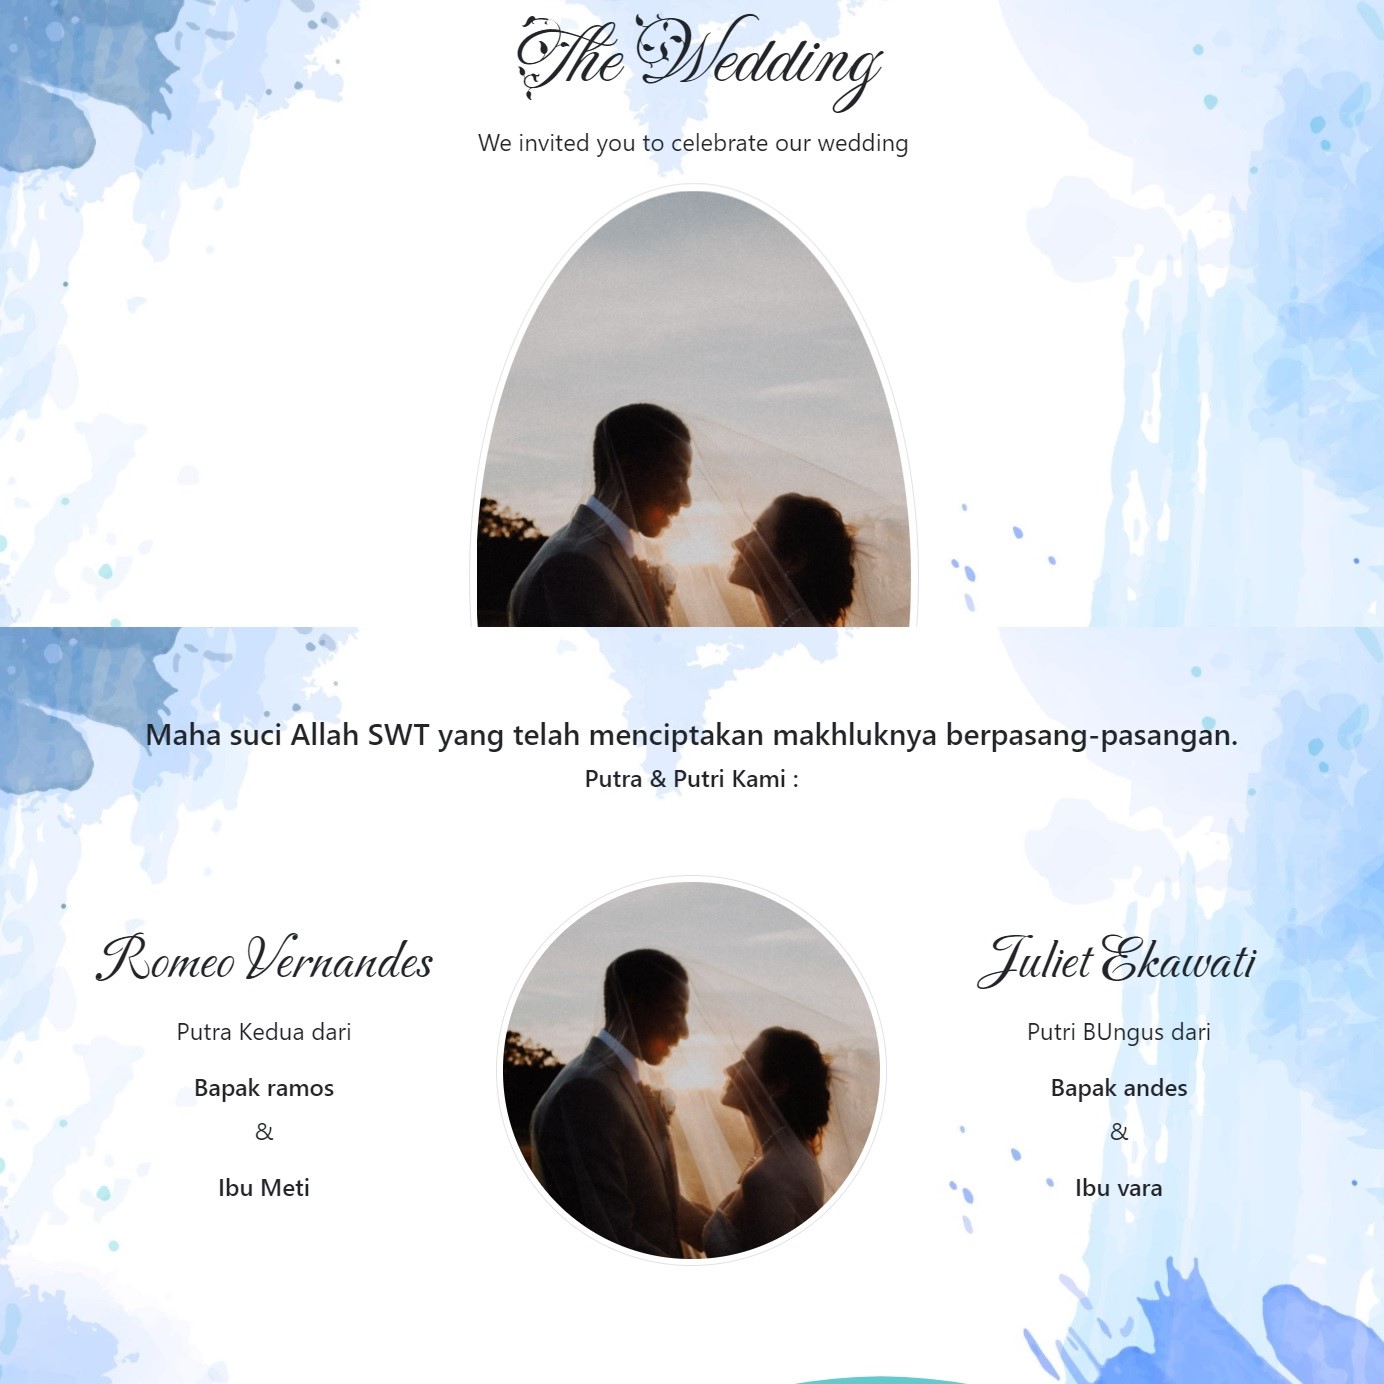 The Wedding
We invited you to celebrate our wedding
Maha suci Allah SWT yang telah menciptakan makhluknya berpasang-pasangan.
Putra & Putri Kami :
Romeo Vernandes
Putra Kedua dari
Bapak ramos
&
Ibu Meti
Juliet Ekawati
Putri BUngus dari
Bapak andes
&
Ibu vara